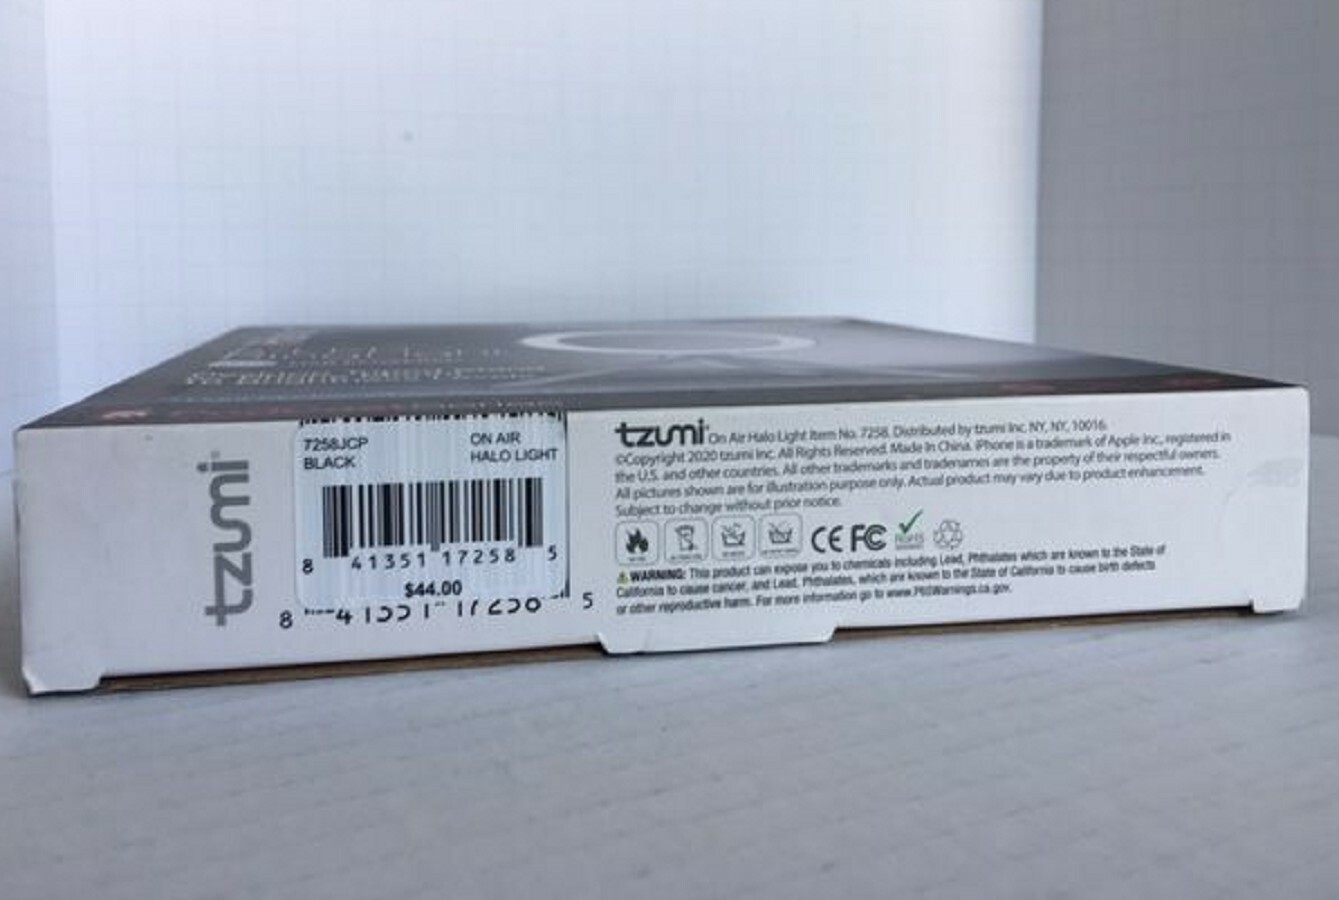 tzumi
7258JCP ON AIR
BLACK HALO LIGHT
8 41351 17258 5
$44.00
8 41351 17258 5
tzumi On Air Halo Light Item No. 7258. Distributed by tzumi Inc. NY, NY, 10016.
©Copyright 2020 tzumi Inc. All Rights Reserved. Made In China. iPhone is a trademark of Apple Inc., registered in
the U.S. and other countries. All other trademarks and tradenames are the property of their respectful owners.
All pictures shown are for illustration purpose only. Actual product may vary due to product enhancement.
Subject to change without prior notice.
CE FC RoHS
⚠WARNING: This product can expose you to chemicals including Lead, Phthalates which are known to the State of
California to cause cancer, and Lead, Phthalates, which are known to the State of California to cause birth defects
or other reproductive harm. For more information go to www.P65Warnings.ca.gov.